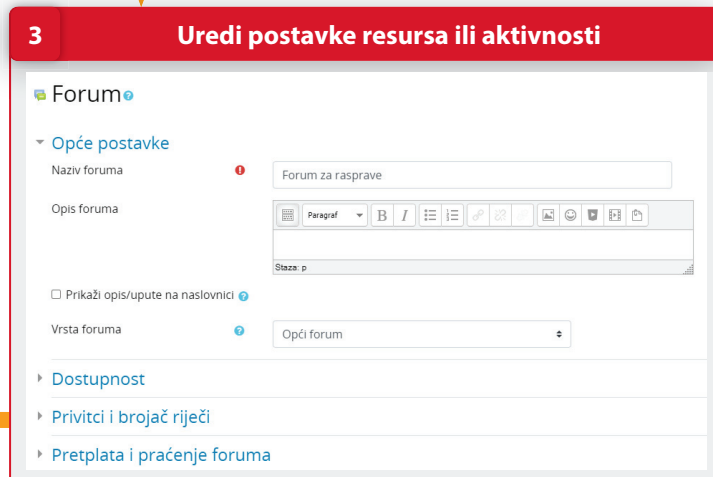 3 Uredi postavke resursa ili aktivnosti
Forum
Opće postavke
Naziv foruma
Forum za rasprave
Opis foruma
Paragraf B I
Staza: p
Prikaži opis/upute na naslovnici
Vrsta foruma
Opći forum
Dostupnost
Privitci i brojač riječi
Pretplata i praćenje foruma